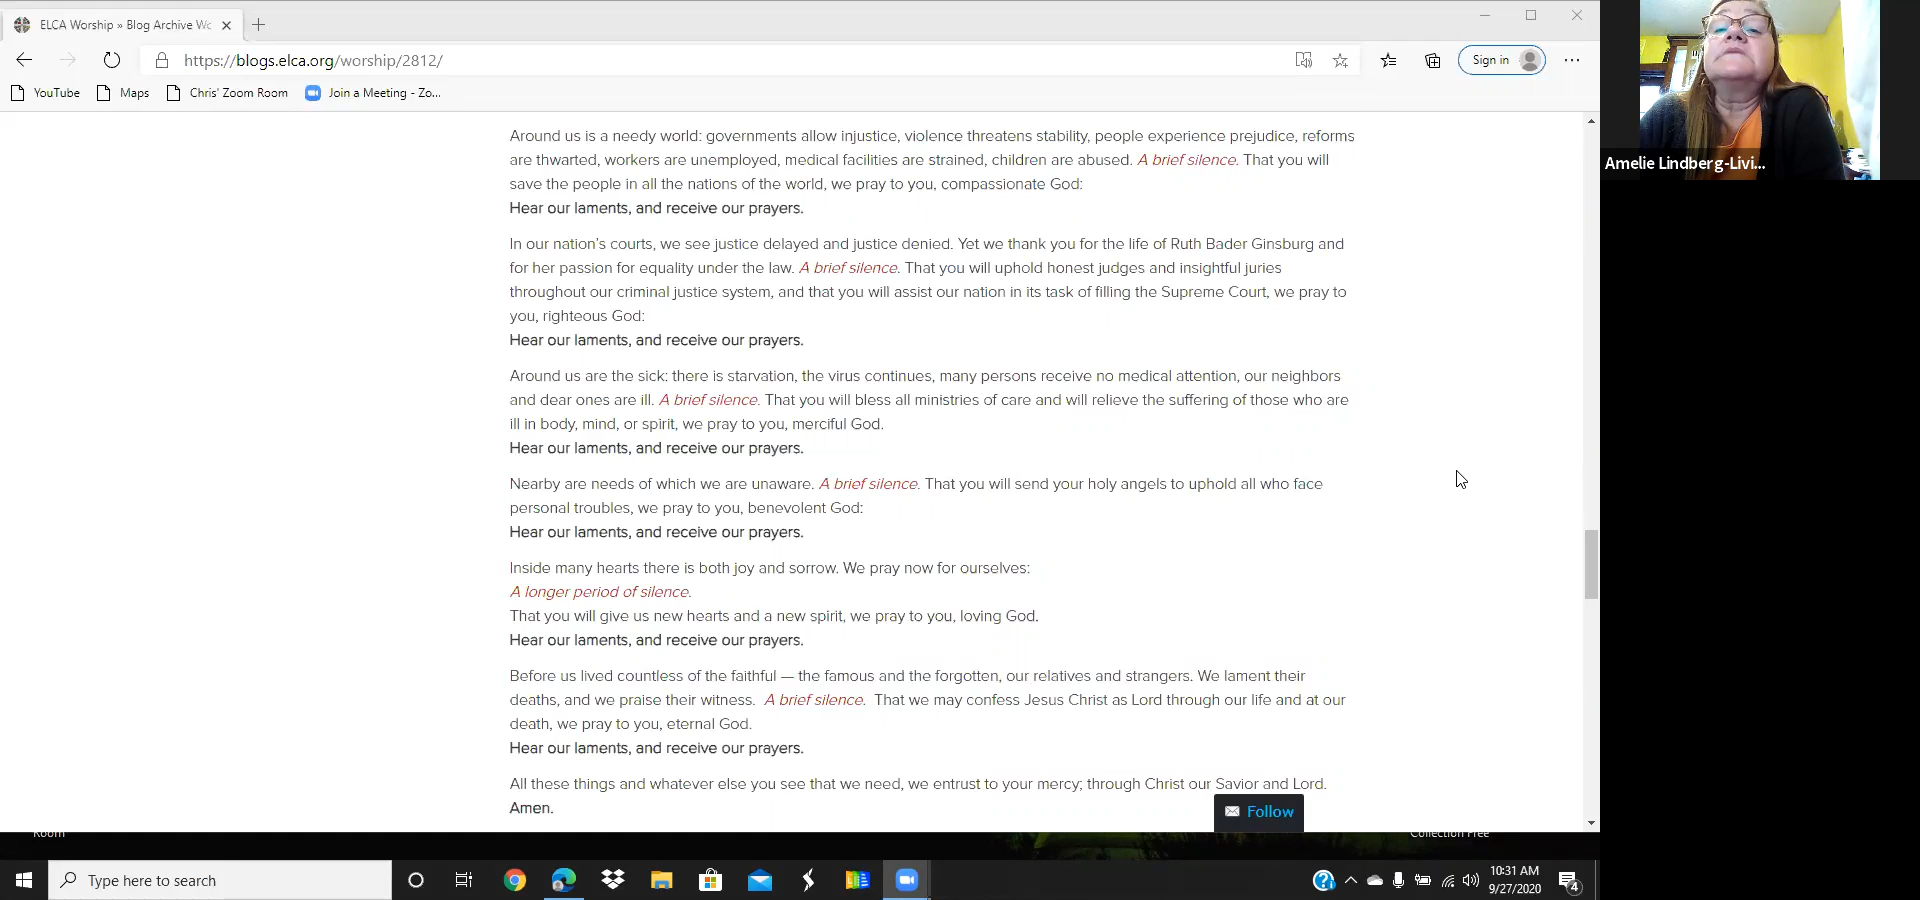 ELCA Worship » Blog Archive Wo
https://blogs.elca.org/worship/2812/
Sign in
YouTube
Maps
Chris' Zoom Room
Join a Meeting - Zo...
Amelie Lindberg-Livi...
Around us is a needy world: governments allow injustice, violence threatens stability, people experience prejudice, reforms
are thwarted, workers are unemployed, medical facilities are strained, children are abused. A brief silence. That you will
save the people in all the nations of the world, we pray to you, compassionate God:
Hear our laments, and receive our prayers.
In our nation's courts, we see justice delayed and justice denied. Yet we thank you for the life of Ruth Bader Ginsburg and
for her passion for equality under the law. A brief silence. That you will uphold honest judges and insightful juries
throughout our criminal justice system, and that you will assist our nation in its task of filling the Supreme Court, we pray to
you, righteous God:
Hear our laments, and receive our prayers.
Around us are the sick: there is starvation, the virus continues, many persons receive no medical attention, our neighbors
and dear ones are ill. A brief silence. That you will bless all ministries of care and will relieve the suffering of those who are
ill in body, mind, or spirit, we pray to you, merciful God.
Hear our laments, and receive our prayers.
Nearby are needs of which we are unaware. A brief silence. That you will send your holy angels to uphold all who face
personal troubles, we pray to you, benevolent God:
Hear our laments, and receive our prayers.
Inside many hearts there is both joy and sorrow. We pray now for ourselves:
A longer period of silence.
That you will give us new hearts and a new spirit, we pray to you, loving God.
Hear our laments, and receive our prayers.
Before us lived countless of the faithful — the famous and the forgotten, our relatives and strangers. We lament their
deaths, and we praise their witness. A brief silence. That we may confess Jesus Christ as Lord through our life and at our
death, we pray to you, eternal God.
Hear our laments, and receive our prayers.
All these things and whatever else you see that we need, we entrust to your mercy; through Christ our Savior and Lord.
Amen.
Follow
Room
Collection Free
Type here to search
10:31 AM
9/27/2020
4